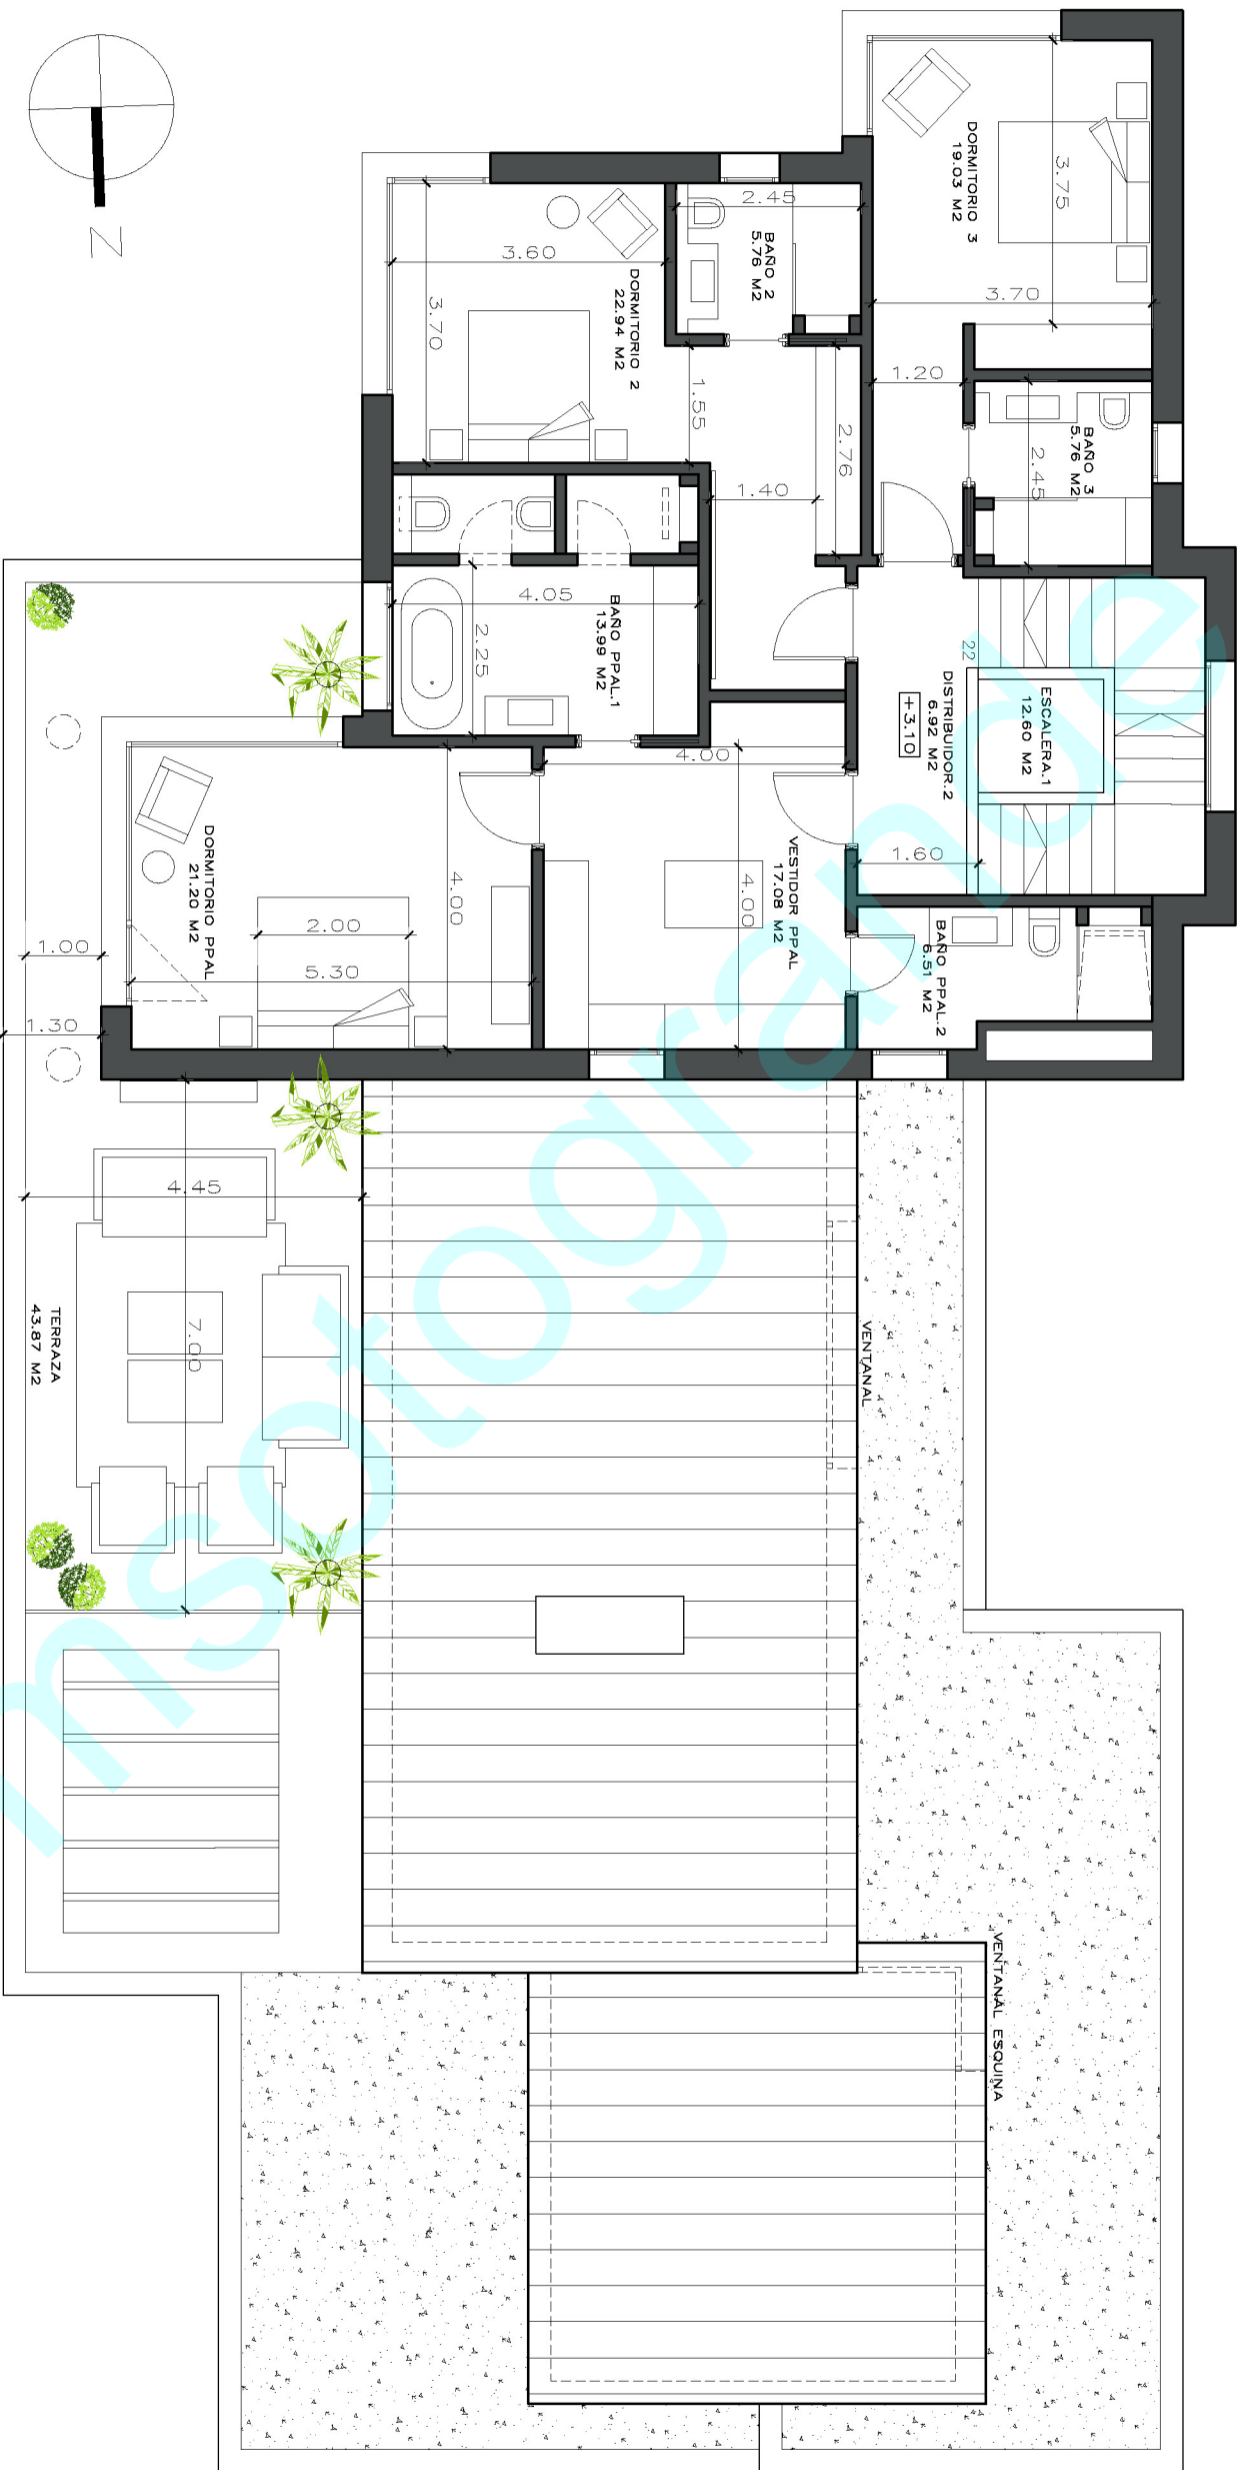 N
DORMITORIO 3
19.03 M2
3.75
3.70
2.45
BAÑO 2
5.76 M2
3.60
3.70
DORMITORIO 2
22.94 M2
1.55
2.76
1.40
1.20
BAÑO 3
5.76 M2
2.45
4.05
2.25
BAÑO PPAL.1
13.99 M2
22
DISTRIBUIDOR.2
6.92 M2
+3.10
ESCALERA.1
12.60 M2
1.60
4.00
4.00
VESTIDOR PPAL
17.08 M2
BAÑO PPAL.2
6.51 M2
DORMITORIO PPAL
21.20 M2
4.00
2.00
5.30
1.00
1.30
4.45
7.00
TERRAZA
43.87 M2
VENTANAL
VENTANAL ESQUINA
msotogrande